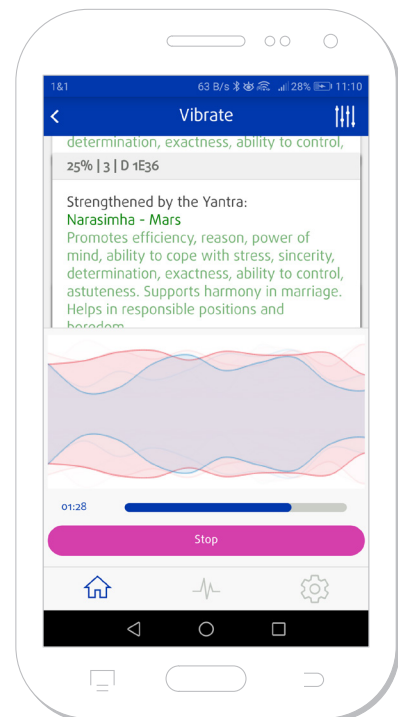 1&1 63 B/s 28% 11:10
Vibrate
determination, exactness, ability to control,
25% | 3 | D 1E36
Strengthened by the Yantra:
Narasimha - Mars
Promotes efficiency, reason, power of
mind, ability to cope with stress, sincerity,
determination, exactness, ability to control,
astuteness. Supports harmony in marriage.
Helps in responsible positions and
boredom
01:28
Stop